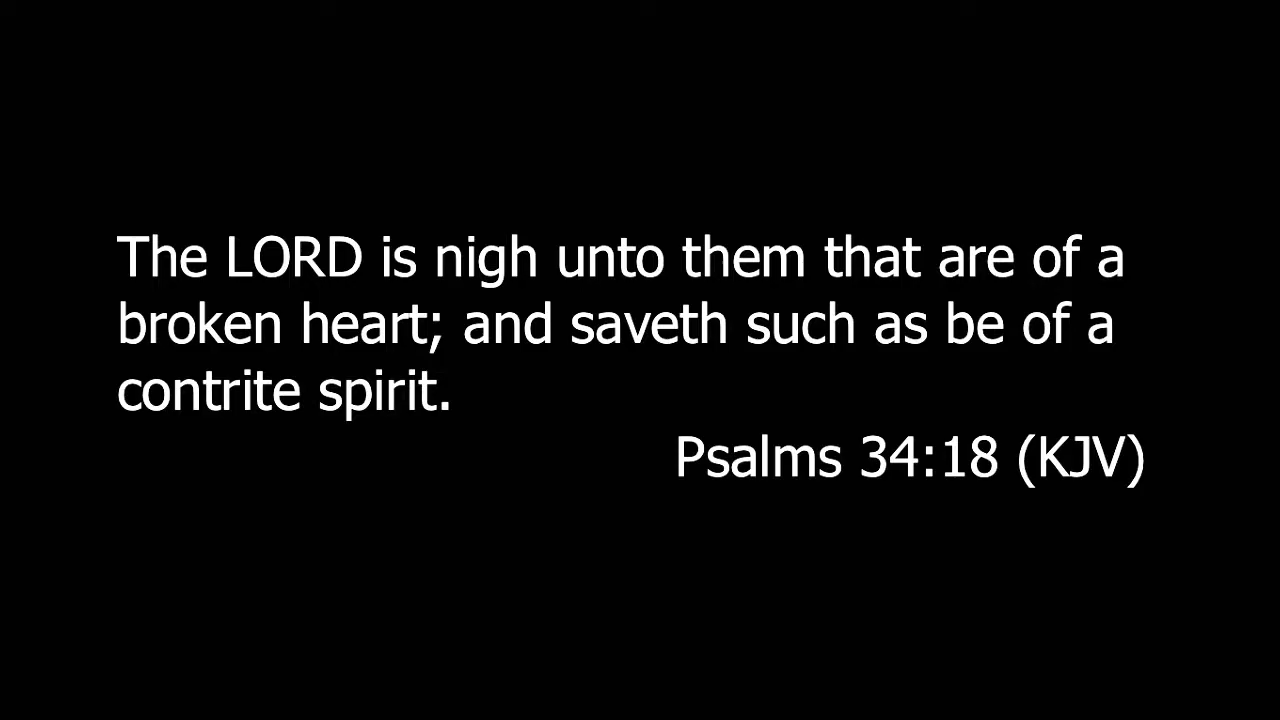 The LORD is nigh unto them that are of a
broken heart; and saveth such as be of a
contrite spirit.
Psalms 34:18 (KJV)